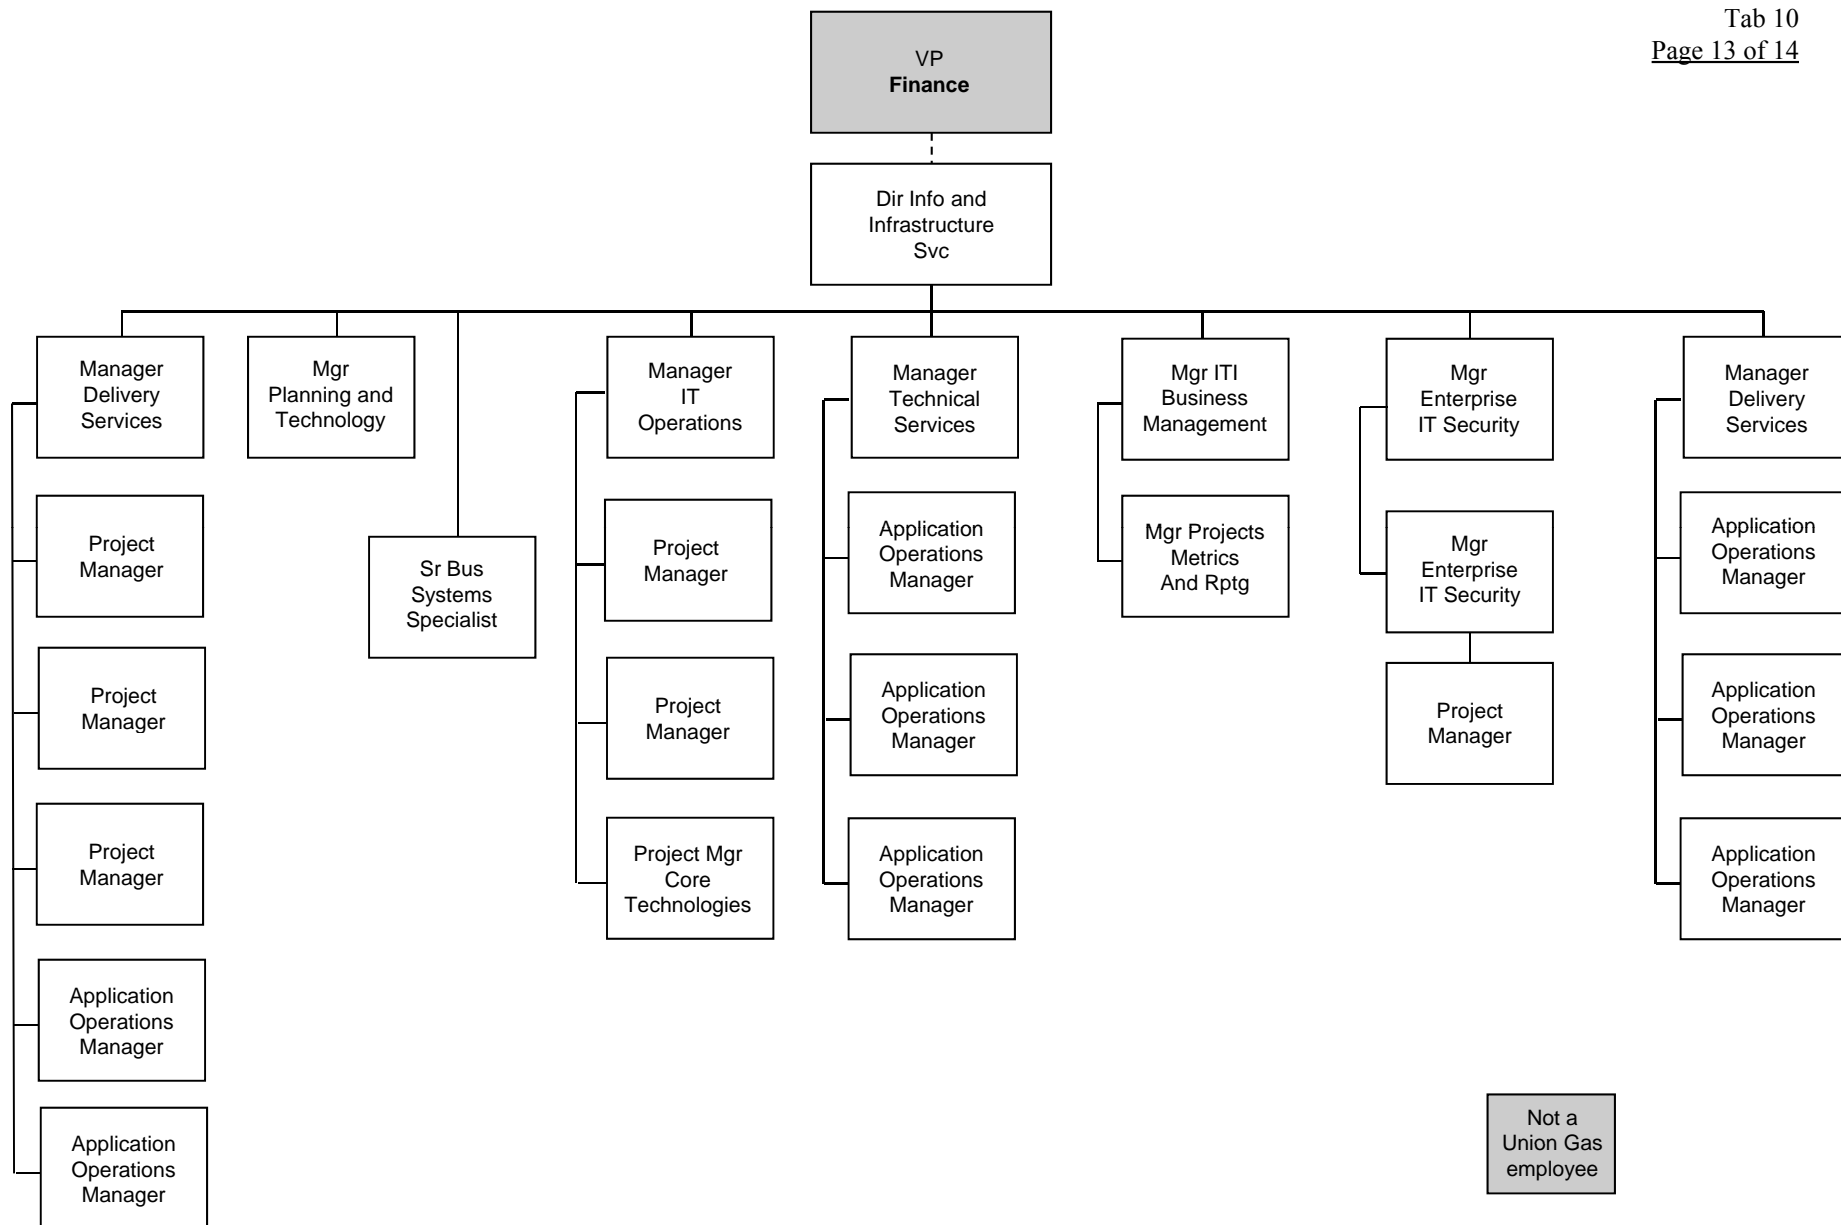 Tab 10
Page 13 of 14
VP
Finance
Dir Info and
Infrastructure
Svc
Manager
Delivery
Services
Project
Manager
Project
Manager
Project
Manager
Application
Operations
Manager
Application
Operations
Manager
Mgr
Planning and
Technology
Sr Bus
Systems
Specialist
Manager
IT
Operations
Project
Manager
Project
Manager
Project Mgr
Core
Technologies
Manager
Technical
Services
Application
Operations
Manager
Application
Operations
Manager
Application
Operations
Manager
Mgr ITI
Business
Management
Mgr Projects
Metrics
And Rptg
Mgr
Enterprise
IT Security
Mgr
Enterprise
IT Security
Project
Manager
Manager
Delivery
Services
Application
Operations
Manager
Application
Operations
Manager
Application
Operations
Manager
Not a
Union Gas
employee